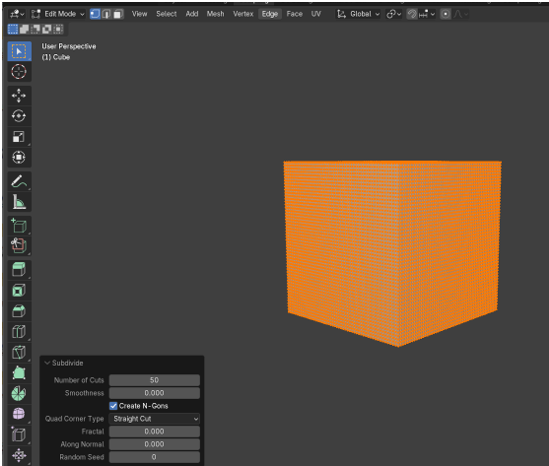 Edit Mode View Select Add Mesh Vertex Edge Face UV Global
User Perspective
(1) Cube
Subdivide
Number of Cuts 50
Smoothness 0.000
Create N-Gons
Quad Corner Type Straight Cut
Fractal 0.000
Along Normal 0.000
Random Seed 0